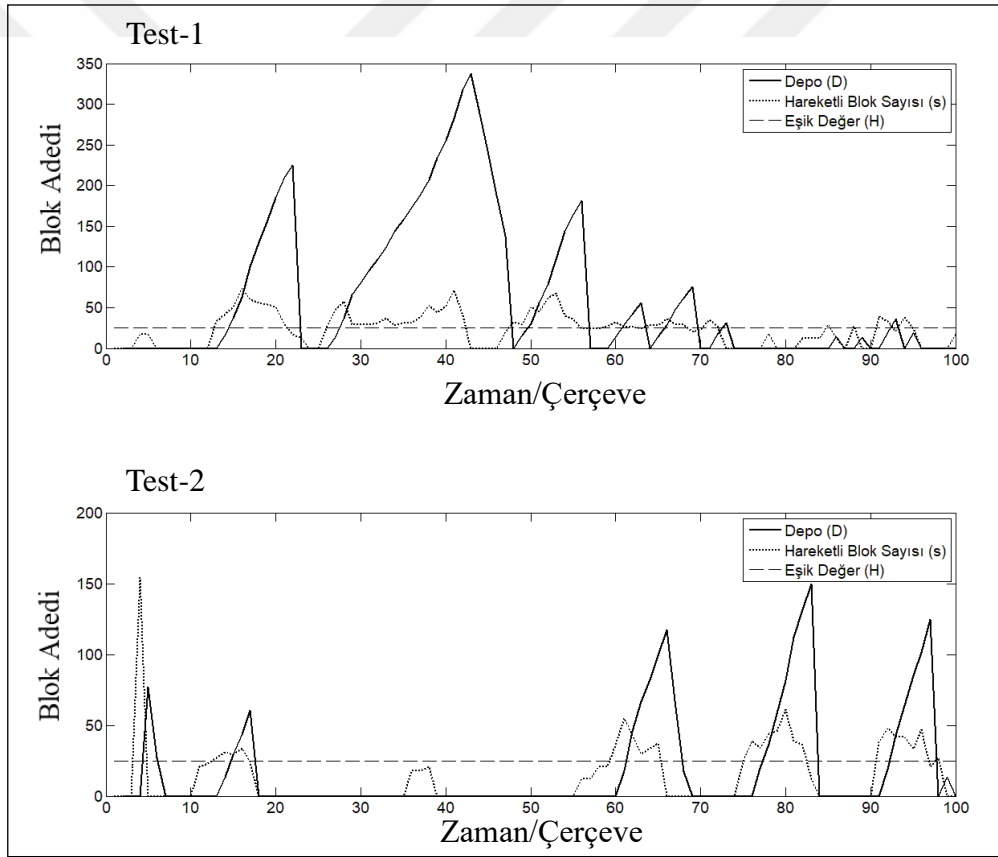 Test-1
350
300
250
200
150
100
50
0
Blok Adedi
Depo (D)
Hareketli Blok Sayısı (s)
Eşik Değer (H)
0 10 20 30 40 50 60 70 80 90 100
Zaman/Çerçeve
Test-2
200
150
100
50
0
Blok Adedi
Depo (D)
Hareketli Blok Sayısı (s)
Eşik Değer (H)
0 10 20 30 40 50 60 70 80 90 100
Zaman/Çerçeve